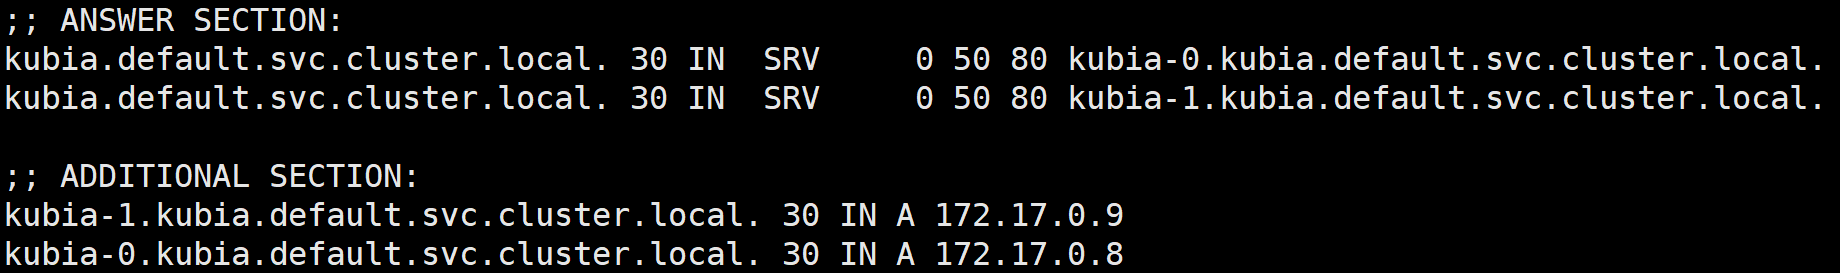 ;; ANSWER SECTION:
kubia.default.svc.cluster.local. 30 IN  SRV     0 50 80 kubia-0.kubia.default.svc.cluster.local.
kubia.default.svc.cluster.local. 30 IN  SRV     0 50 80 kubia-1.kubia.default.svc.cluster.local.

;; ADDITIONAL SECTION:
kubia-1.kubia.default.svc.cluster.local. 30 IN A 172.17.0.9
kubia-0.kubia.default.svc.cluster.local. 30 IN A 172.17.0.8